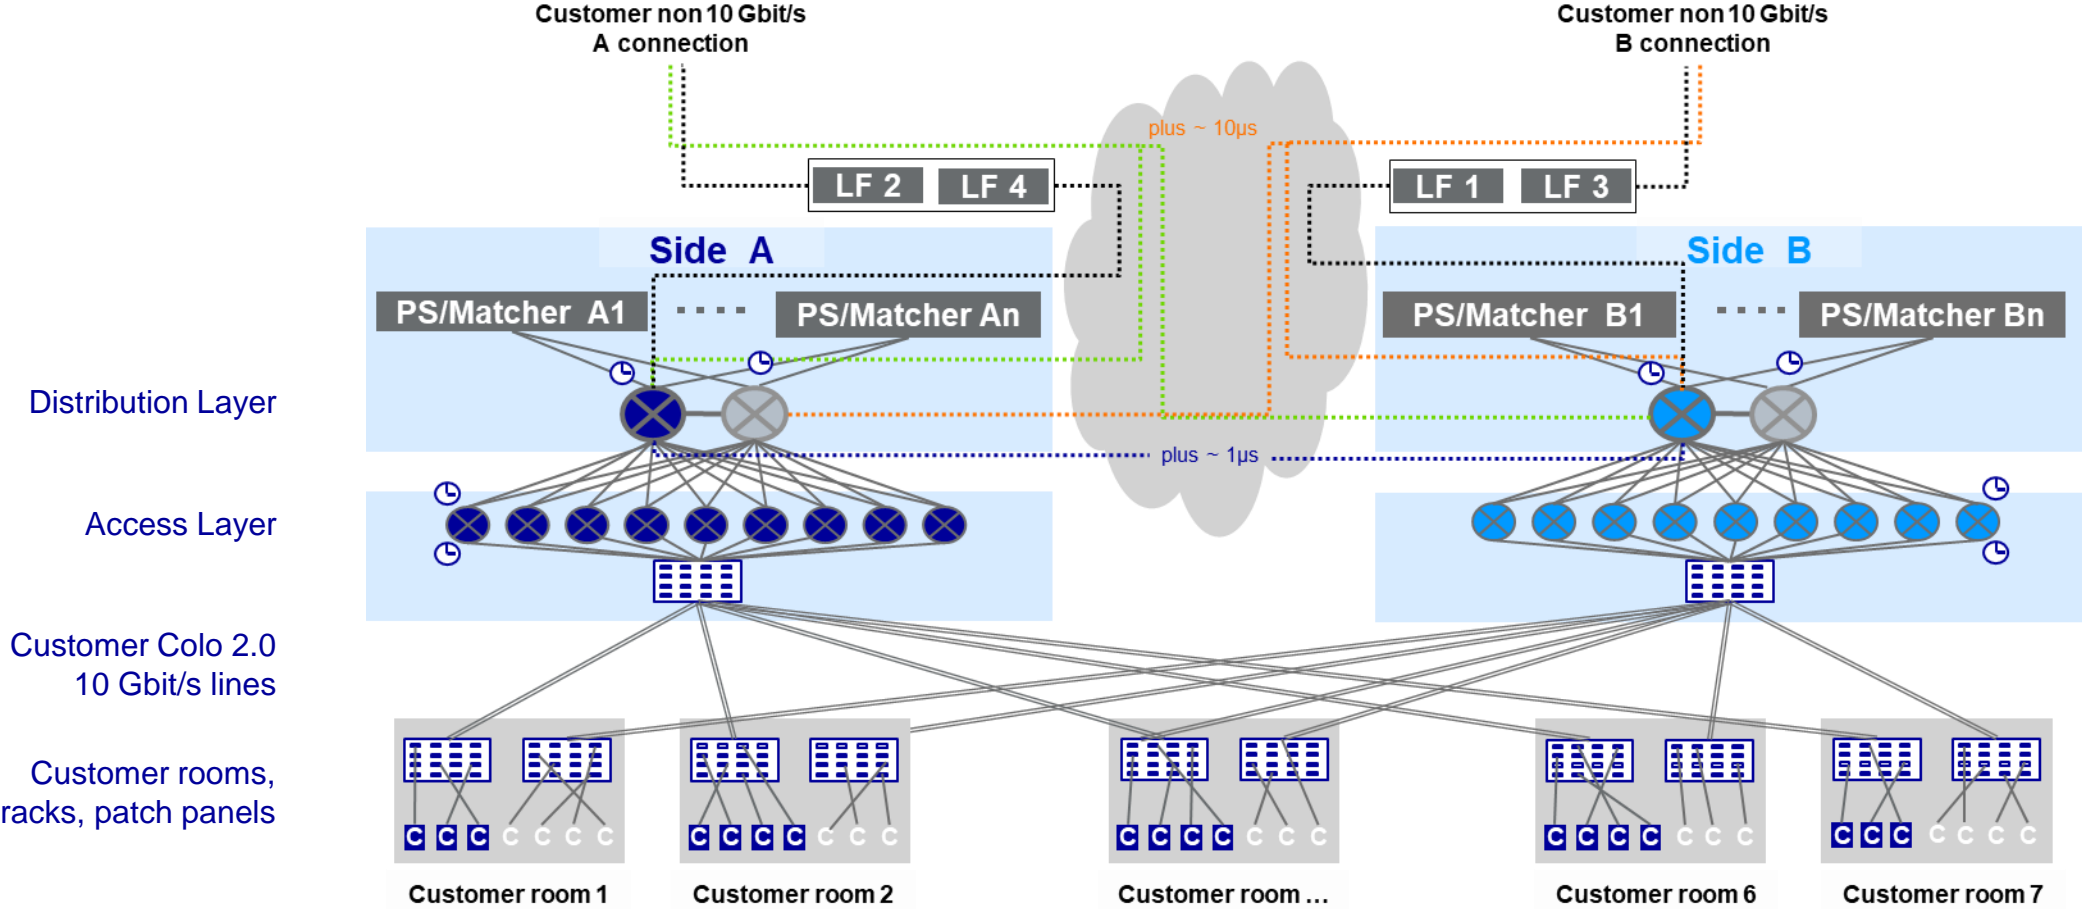 Customer non 10 Gbit/s
A connection
Customer non 10 Gbit/s
B connection
plus ~ 10µs
LF 2
LF 4
LF 1
LF 3
Side A
Side B
PS/Matcher A1
PS/Matcher An
PS/Matcher B1
PS/Matcher Bn
Distribution Layer
plus ~ 1µs
Access Layer
Customer Colo 2.0
10 Gbit/s lines
Customer rooms,
racks, patch panels
C C C C C C C
C C C C C C C
C C C C C C C
C C C C C C C
C C C C C C C
Customer room 1
Customer room 2
Customer room ...
Customer room 6
Customer room 7